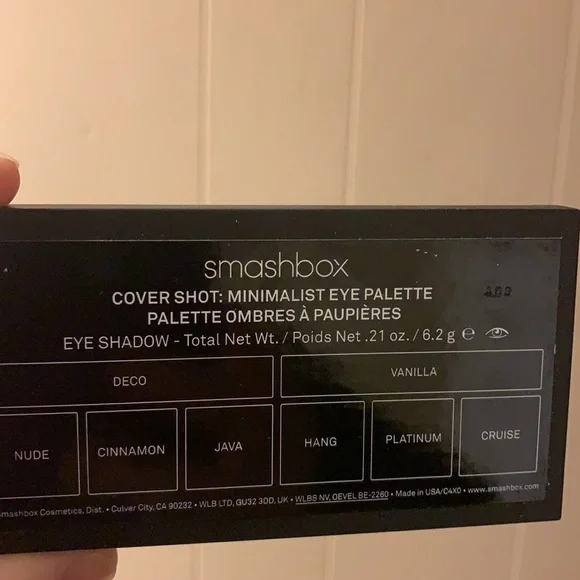 smashbox
COVER SHOT: MINIMALIST EYE PALETTE
PALETTE OMBRES À PAUPIÈRES
EYE SHADOW - Total Net Wt. / Poids Net .21 oz. / 6.2 g ℮
DECO
VANILLA
NUDE
CINNAMON
JAVA
HANG
PLATINUM
CRUISE
smashbox Cosmetics, Dist. • Culver City, CA 90232 • WLB LTD, GU32 3DD, UK • WLBS NV, OEVEL BE-2260 • Made in USA/C4X0 • www.smashbox.com